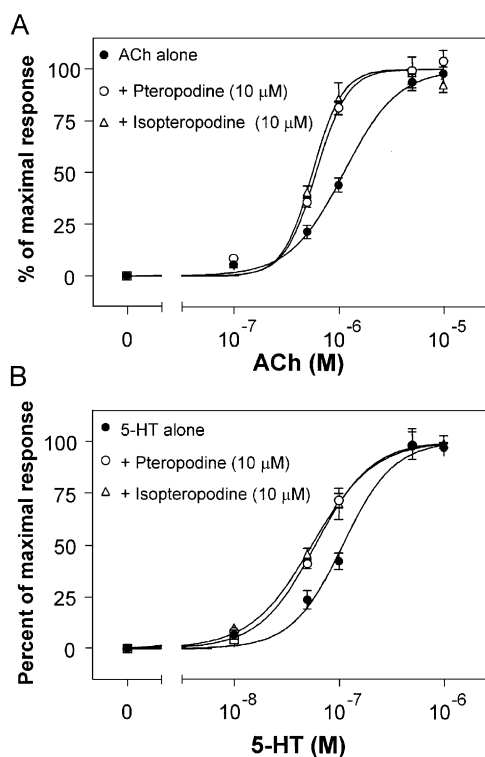 A
ACh alone
+ Pteropodine (10 µM)
+ Isopteropodine (10 µM)
100
75
50
25
0
% of maximal response
0
10⁻⁷
10⁻⁶
10⁻⁵
ACh (M)
B
5-HT alone
+ Pteropodine (10 µM)
+ Isopteropodine (10 µM)
100
75
50
25
0
Percent of maximal response
0
10⁻⁸
10⁻⁷
10⁻⁶
5-HT (M)